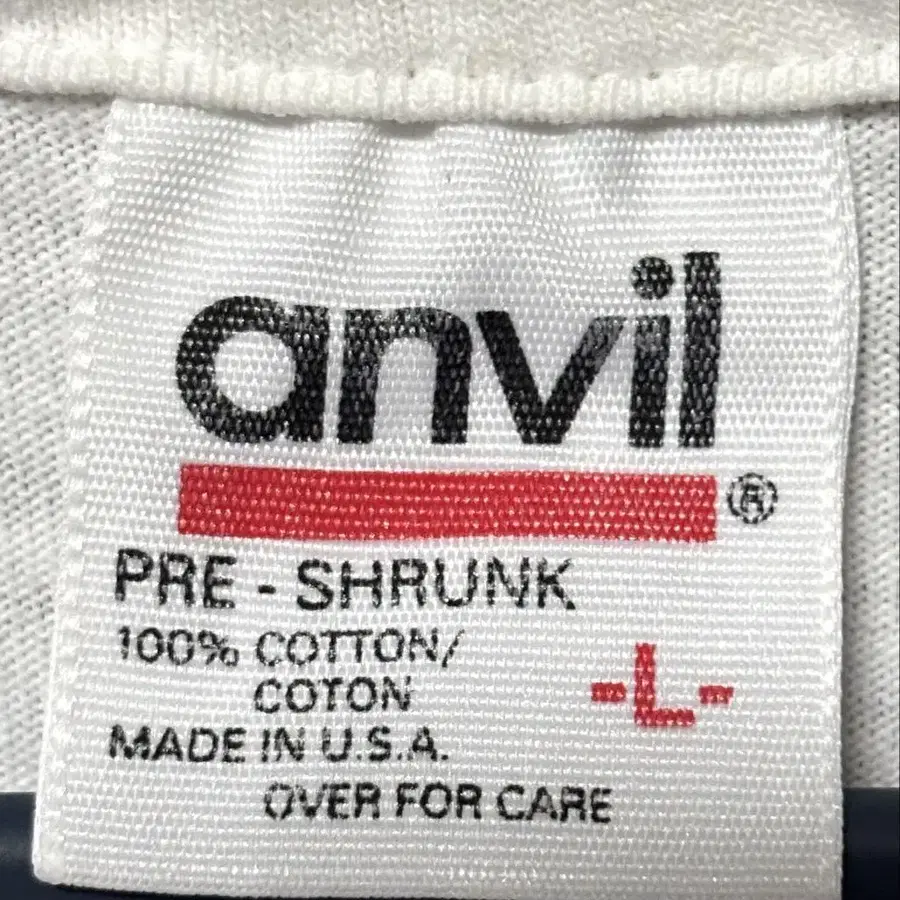 anvil®
PRE - SHRUNK
100% COTTON/
COTON
-L-
MADE IN U.S.A.
OVER FOR CARE